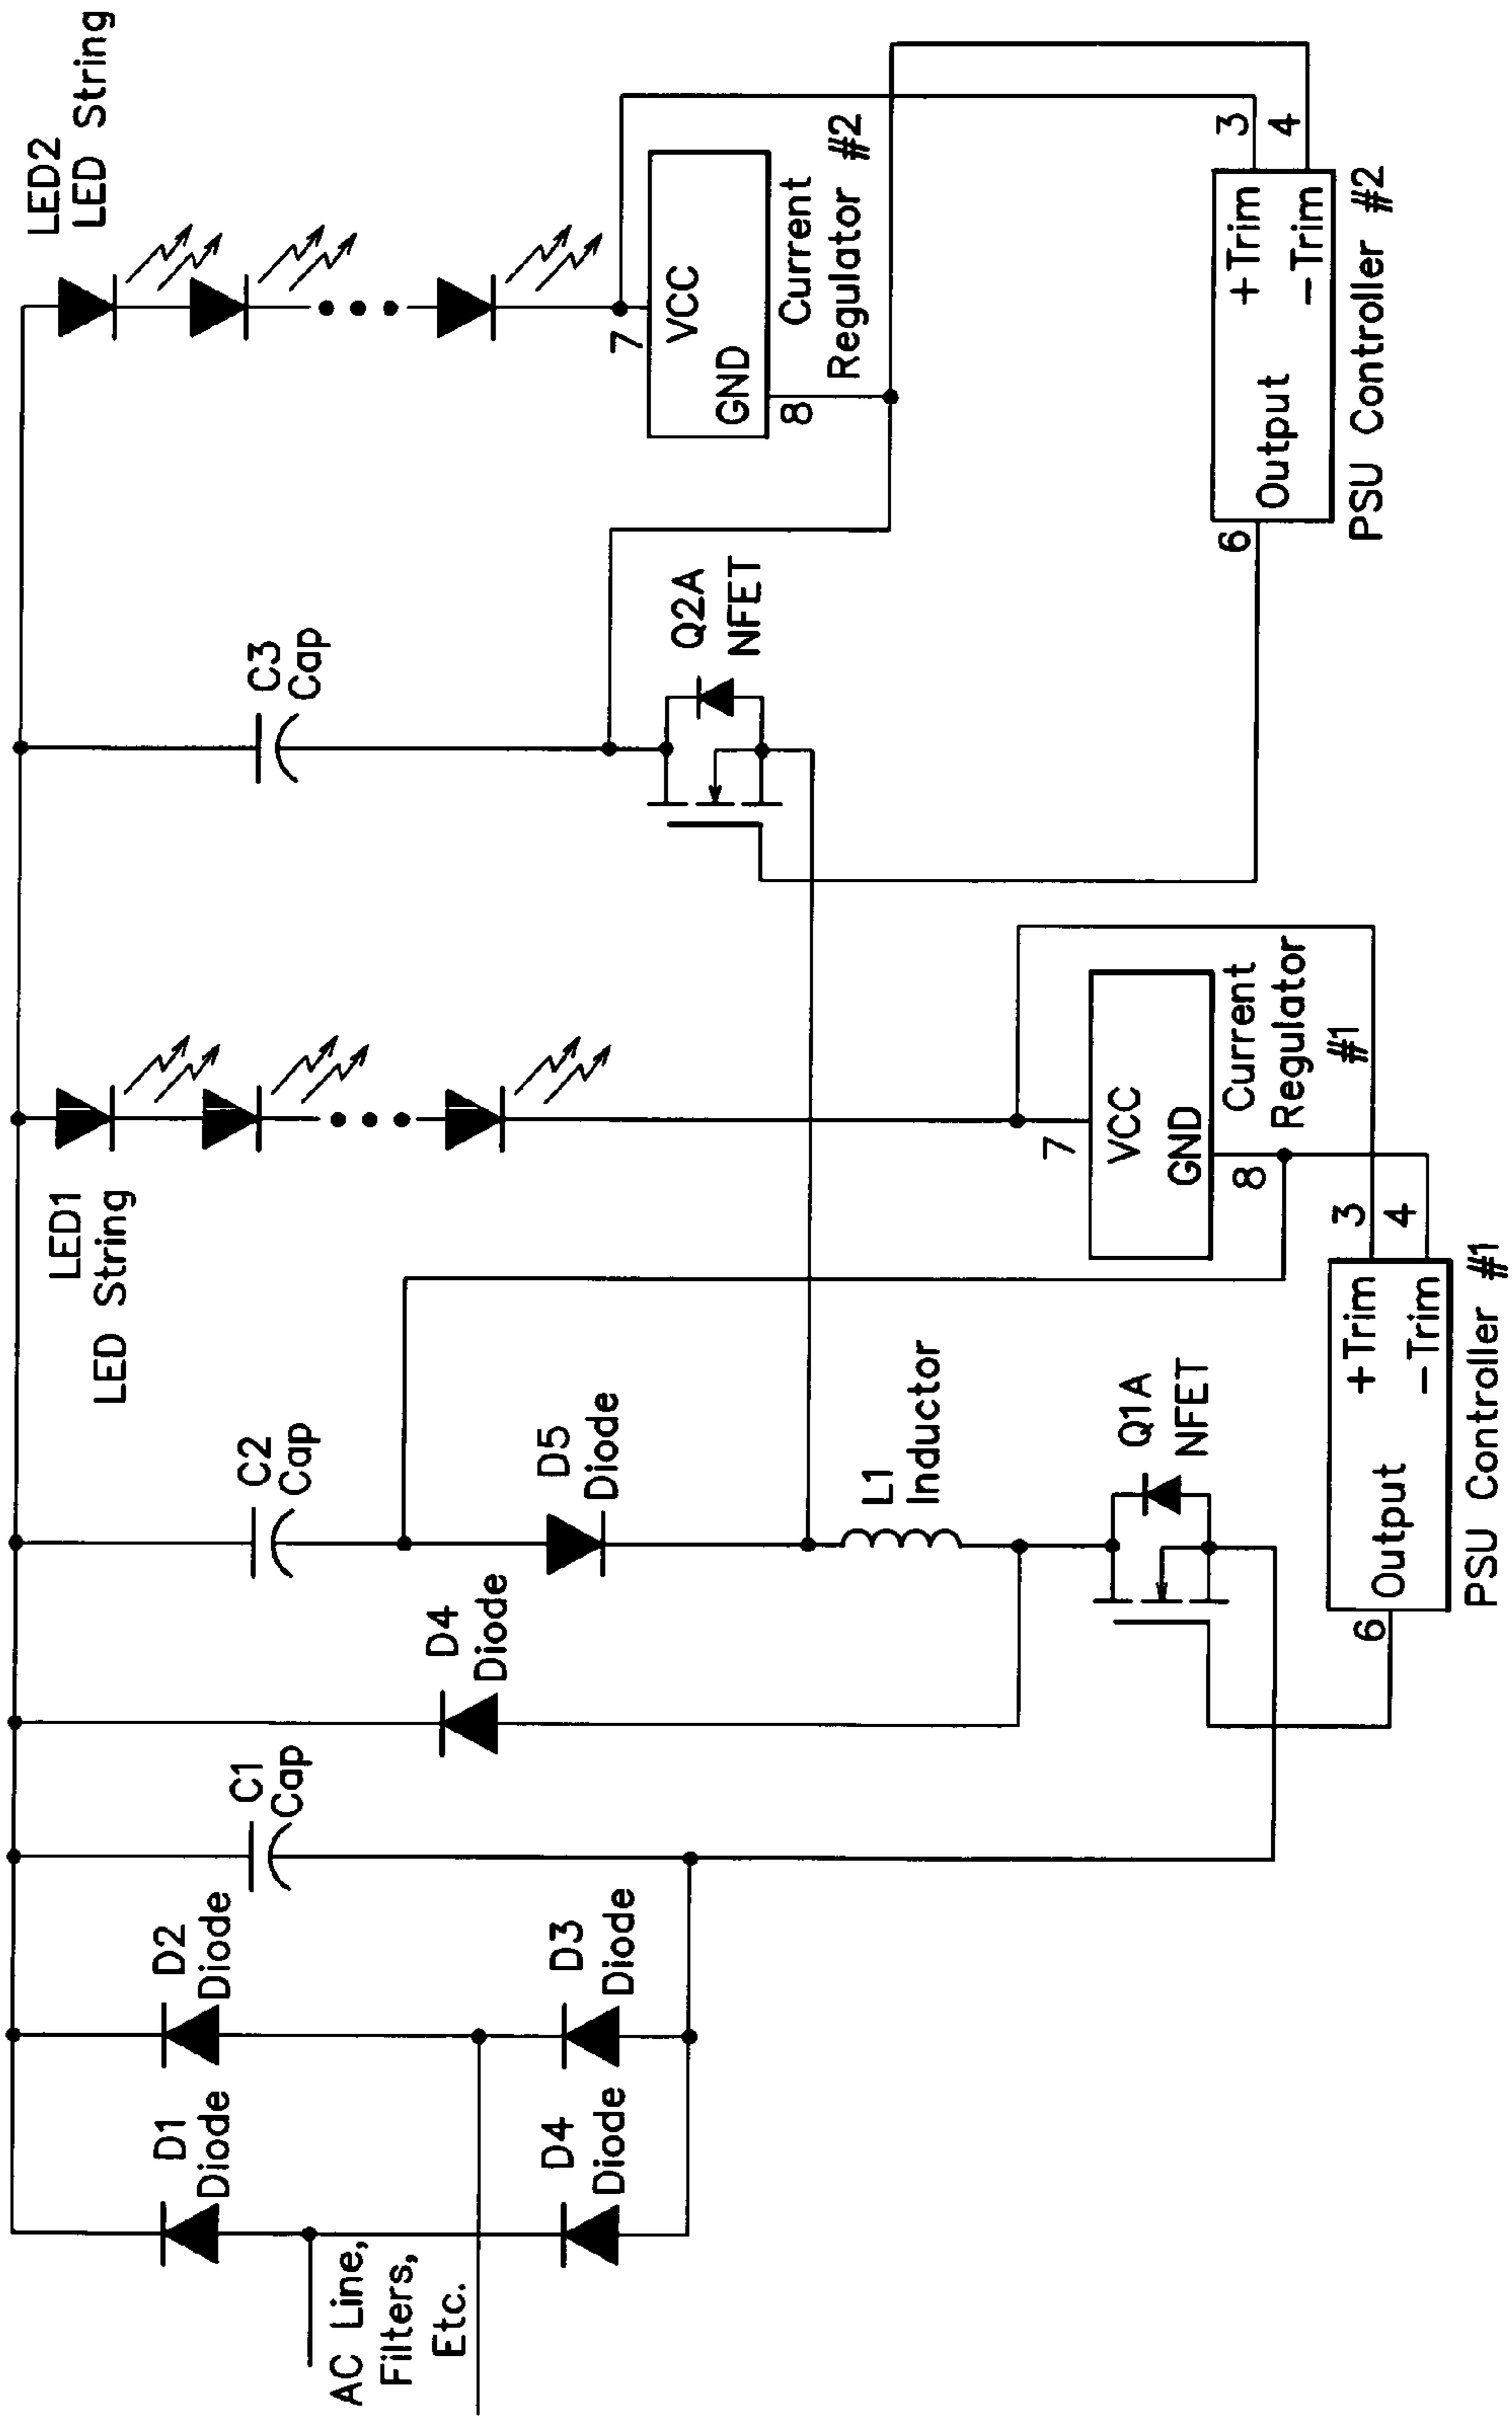 D1
Diode
D2
Diode
D4
Diode
D3
Diode
AC Line,
Filters,
Etc.
C1
Cap
D4
Diode
C2
Cap
D5
Diode
L1
Inductor
Q1A
NFET
LED1
LED String
7
VCC
GND
8
Current
Regulator
#1
3
4
+Trim
−Trim
Output
6
PSU Controller #1
C3
Cap
Q2A
NFET
LED2
LED String
7
VCC
GND
8
Current
Regulator #2
3
4
+Trim
−Trim
Output
6
PSU Controller #2